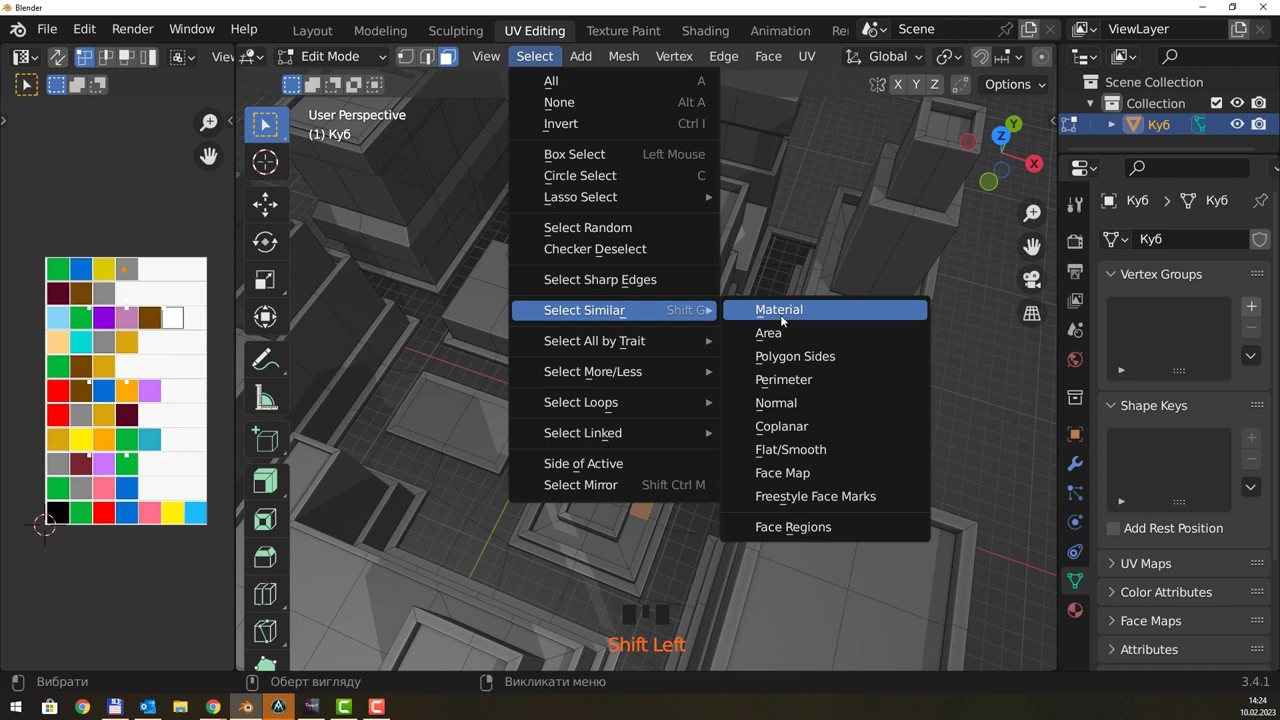 Blender
File Edit Render Window Help
Layout Modeling Sculpting UV Editing Texture Paint Shading Animation Re
Scene
ViewLayer
Vie
Edit Mode
View Select Add Mesh Vertex Edge Face UV
Global
X Y Z
Options
User Perspective
(1) Куб
All A
None Alt A
Invert Ctrl I
Box Select Left Mouse
Circle Select C
Lasso Select
Select Random
Checker Deselect
Select Sharp Edges
Select Similar Shift G
Select All by Trait
Select More/Less
Select Loops
Select Linked
Side of Active
Select Mirror Shift Ctrl M
Material
Area
Polygon Sides
Perimeter
Normal
Coplanar
Flat/Smooth
Face Map
Freestyle Face Marks
Face Regions
Z
Y
X
Shift Left
Scene Collection
Collection
Куб
Куб
Куб
Куб
Vertex Groups
Shape Keys
Add Rest Position
UV Maps
Color Attributes
Face Maps
Attributes
Вибрати
Оберт вигляду
Викликати меню
3.4.1
14:24
10.02.2023